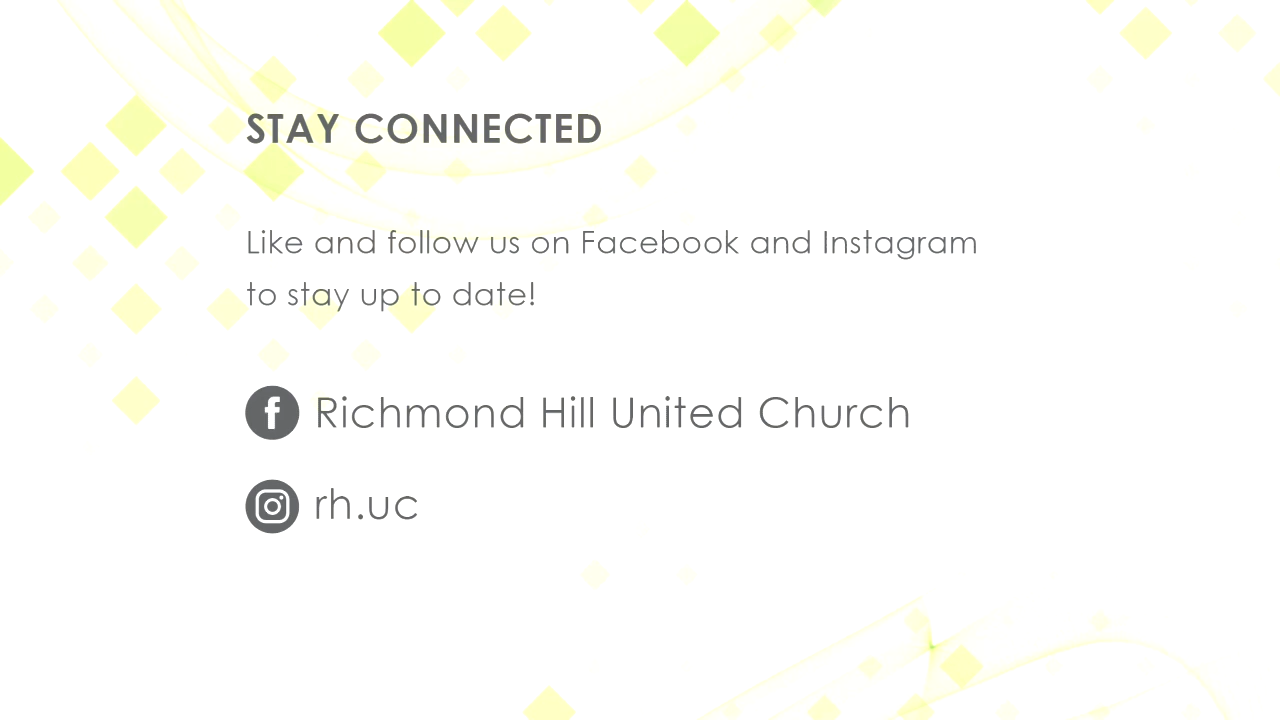 STAY CONNECTED
Like and follow us on Facebook and Instagram
to stay up to date!
Richmond Hill United Church
rh.uc